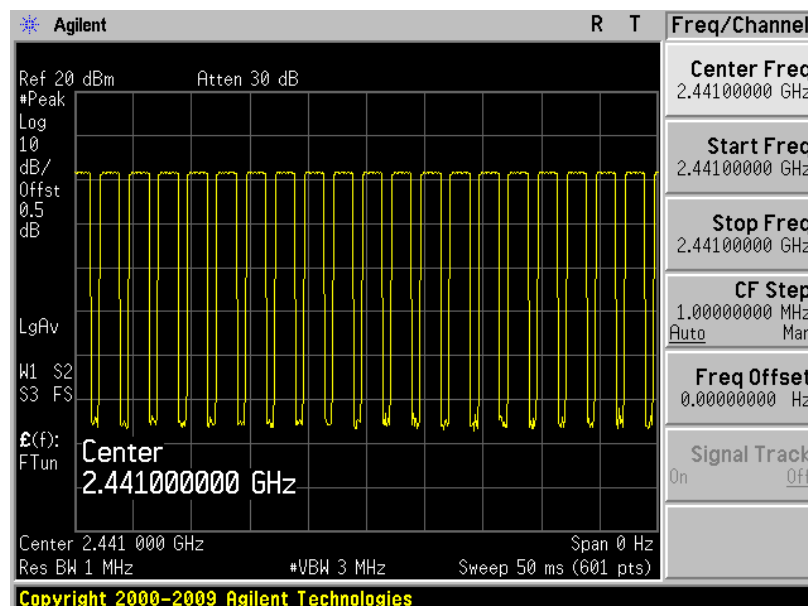 Agilent R T Freq/Channel
Ref 20 dBm Atten 30 dB
#Peak
Log
10
dB/
Offst
0.5
dB
LgAv
W1 S2
S3 FS
£(f):
FTun
Center
2.441000000 GHz
Center 2.441 000 GHz Span 0 Hz
Res BW 1 MHz #VBW 3 MHz Sweep 50 ms (601 pts)
Copyright 2000-2009 Agilent Technologies
Center Freq
2.44100000 GHz
Start Freq
2.44100000 GHz
Stop Freq
2.44100000 GHz
CF Step
1.00000000 MHz
Auto Man
Freq Offset
0.00000000 Hz
Signal Track
On Off